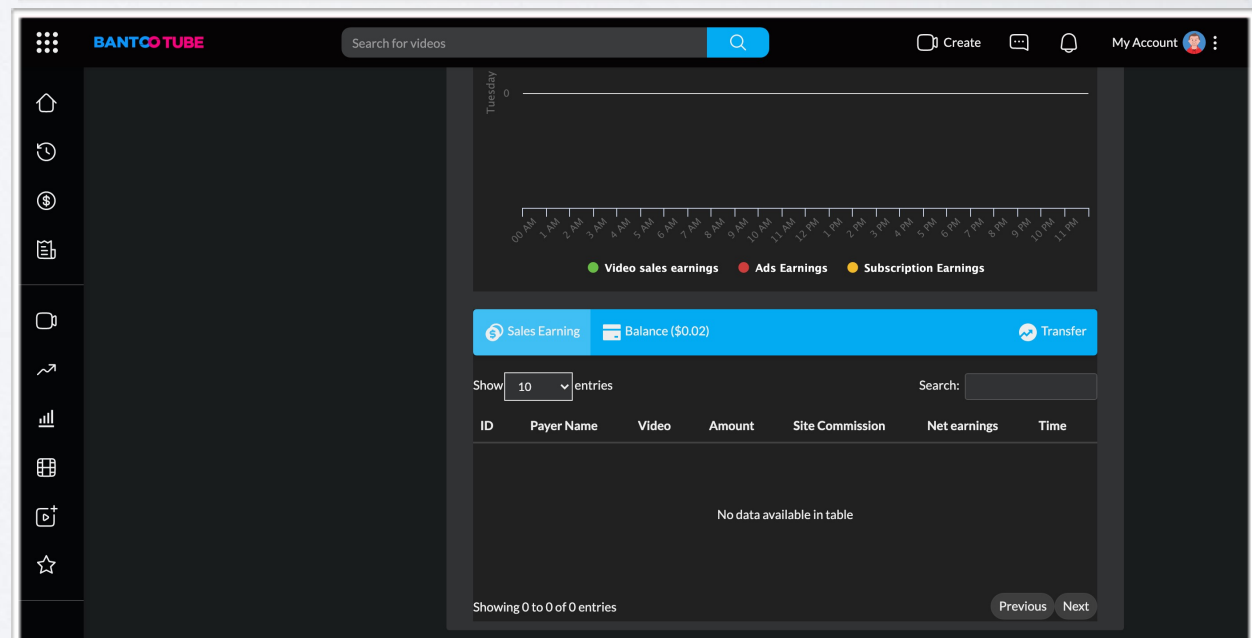 BANTOO TUBE
Search for videos
Create
My Account
Tuesday
0
00 AM 1 AM 2 AM 3 AM 4 AM 5 AM 6 AM 7 AM 8 AM 9 AM 10 AM 11 AM 12 PM 1 PM 2 PM 3 PM 4 PM 5 PM 6 PM 7 PM 8 PM 9 PM 10 PM 11 PM
Video sales earnings Ads Earnings Subscription Earnings
Sales Earning Balance ($0.02) Transfer
Show 10 entries Search:
ID Payer Name Video Amount Site Commission Net earnings Time
No data available in table
Showing 0 to 0 of 0 entries
Previous Next